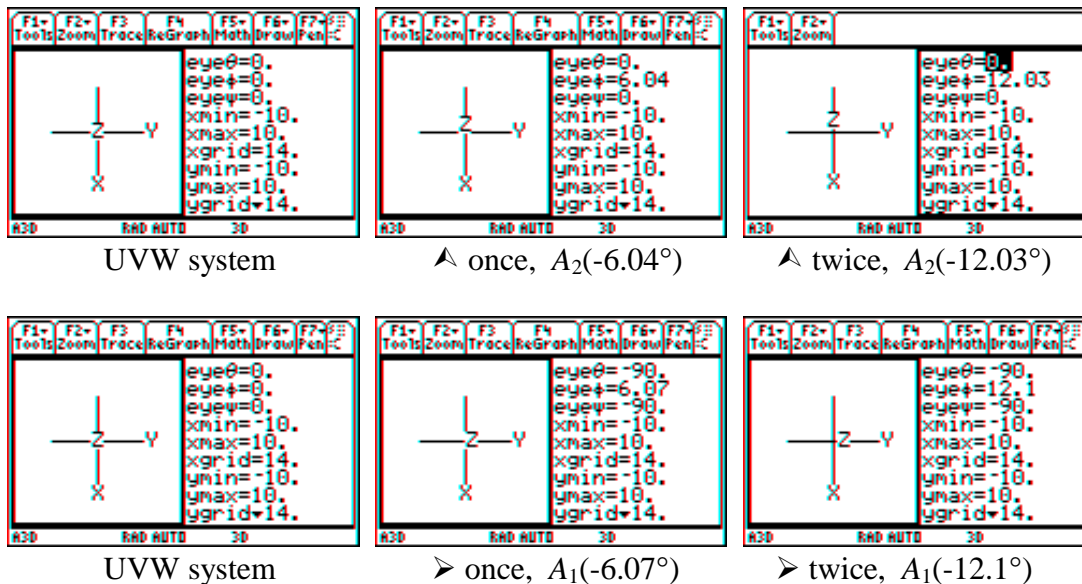 F1 F2 F3 F4 F5 F6 F7
Tools Zoom Trace ReGraph Math Draw Pen
eyeθ=0.
eyeϕ=0.
eyeψ=0.
xmin=-10.
xmax=10.
xgrid=14.
ymin=-10.
ymax=10.
ygrid▾14.
Z Y
X
A3D RAD AUTO 3D
UVW system
F1 F2 F3 F4 F5 F6 F7
Tools Zoom Trace ReGraph Math Draw Pen
eyeθ=0.
eyeϕ=6.04
eyeψ=0.
xmin=-10.
xmax=10.
xgrid=14.
ymin=-10.
ymax=10.
ygrid▾14.
Z Y
X
A3D RAD AUTO 3D
⮝ once, A₂(-6.04°)
F1 F2 F3
Tools Zoom
eyeθ=0.
eyeϕ=12.03
eyeψ=0.
xmin=-10.
xmax=10.
xgrid=14.
ymin=-10.
ymax=10.
ygrid▾14.
Z
Y
X
A3D RAD AUTO 3D
⮝ twice, A₂(-12.03°)
F1 F2 F3 F4 F5 F6 F7
Tools Zoom Trace ReGraph Math Draw Pen
eyeθ=0.
eyeϕ=0.
eyeψ=0.
xmin=-10.
xmax=10.
xgrid=14.
ymin=-10.
ymax=10.
ygrid▾14.
Z Y
X
A3D RAD AUTO 3D
UVW system
F1 F2 F3 F4 F5 F6 F7
Tools Zoom Trace ReGraph Math Draw Pen
eyeθ=-90.
eyeϕ=6.07
eyeψ=-90.
xmin=-10.
xmax=10.
xgrid=14.
ymin=-10.
ymax=10.
ygrid▾14.
Z Y
X
A3D RAD AUTO 3D
➢ once, A₁(-6.07°)
F1 F2 F3 F4 F5 F6 F7
Tools Zoom Trace ReGraph Math Draw Pen
eyeθ=-90.
eyeϕ=12.1
eyeψ=-90.
xmin=-10.
xmax=10.
xgrid=14.
ymin=-10.
ymax=10.
ygrid▾14.
Z Y
X
A3D RAD AUTO 3D
➢ twice, A₁(-12.1°)